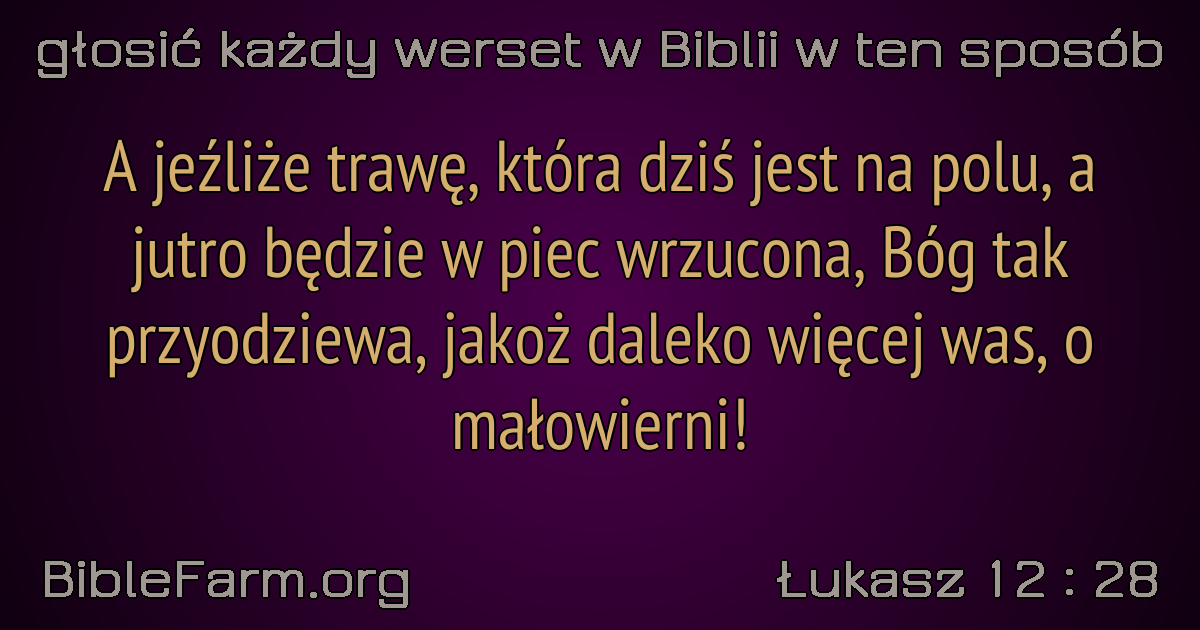 głosić każdy werset w Biblii w ten sposób
A jeźliże trawę, która dziś jest na polu, a
jutro będzie w piec wrzucona, Bóg tak
przyodziewa, jakoż daleko więcej was, o
małowierni!
BibleFarm.org
Łukasz 12 : 28